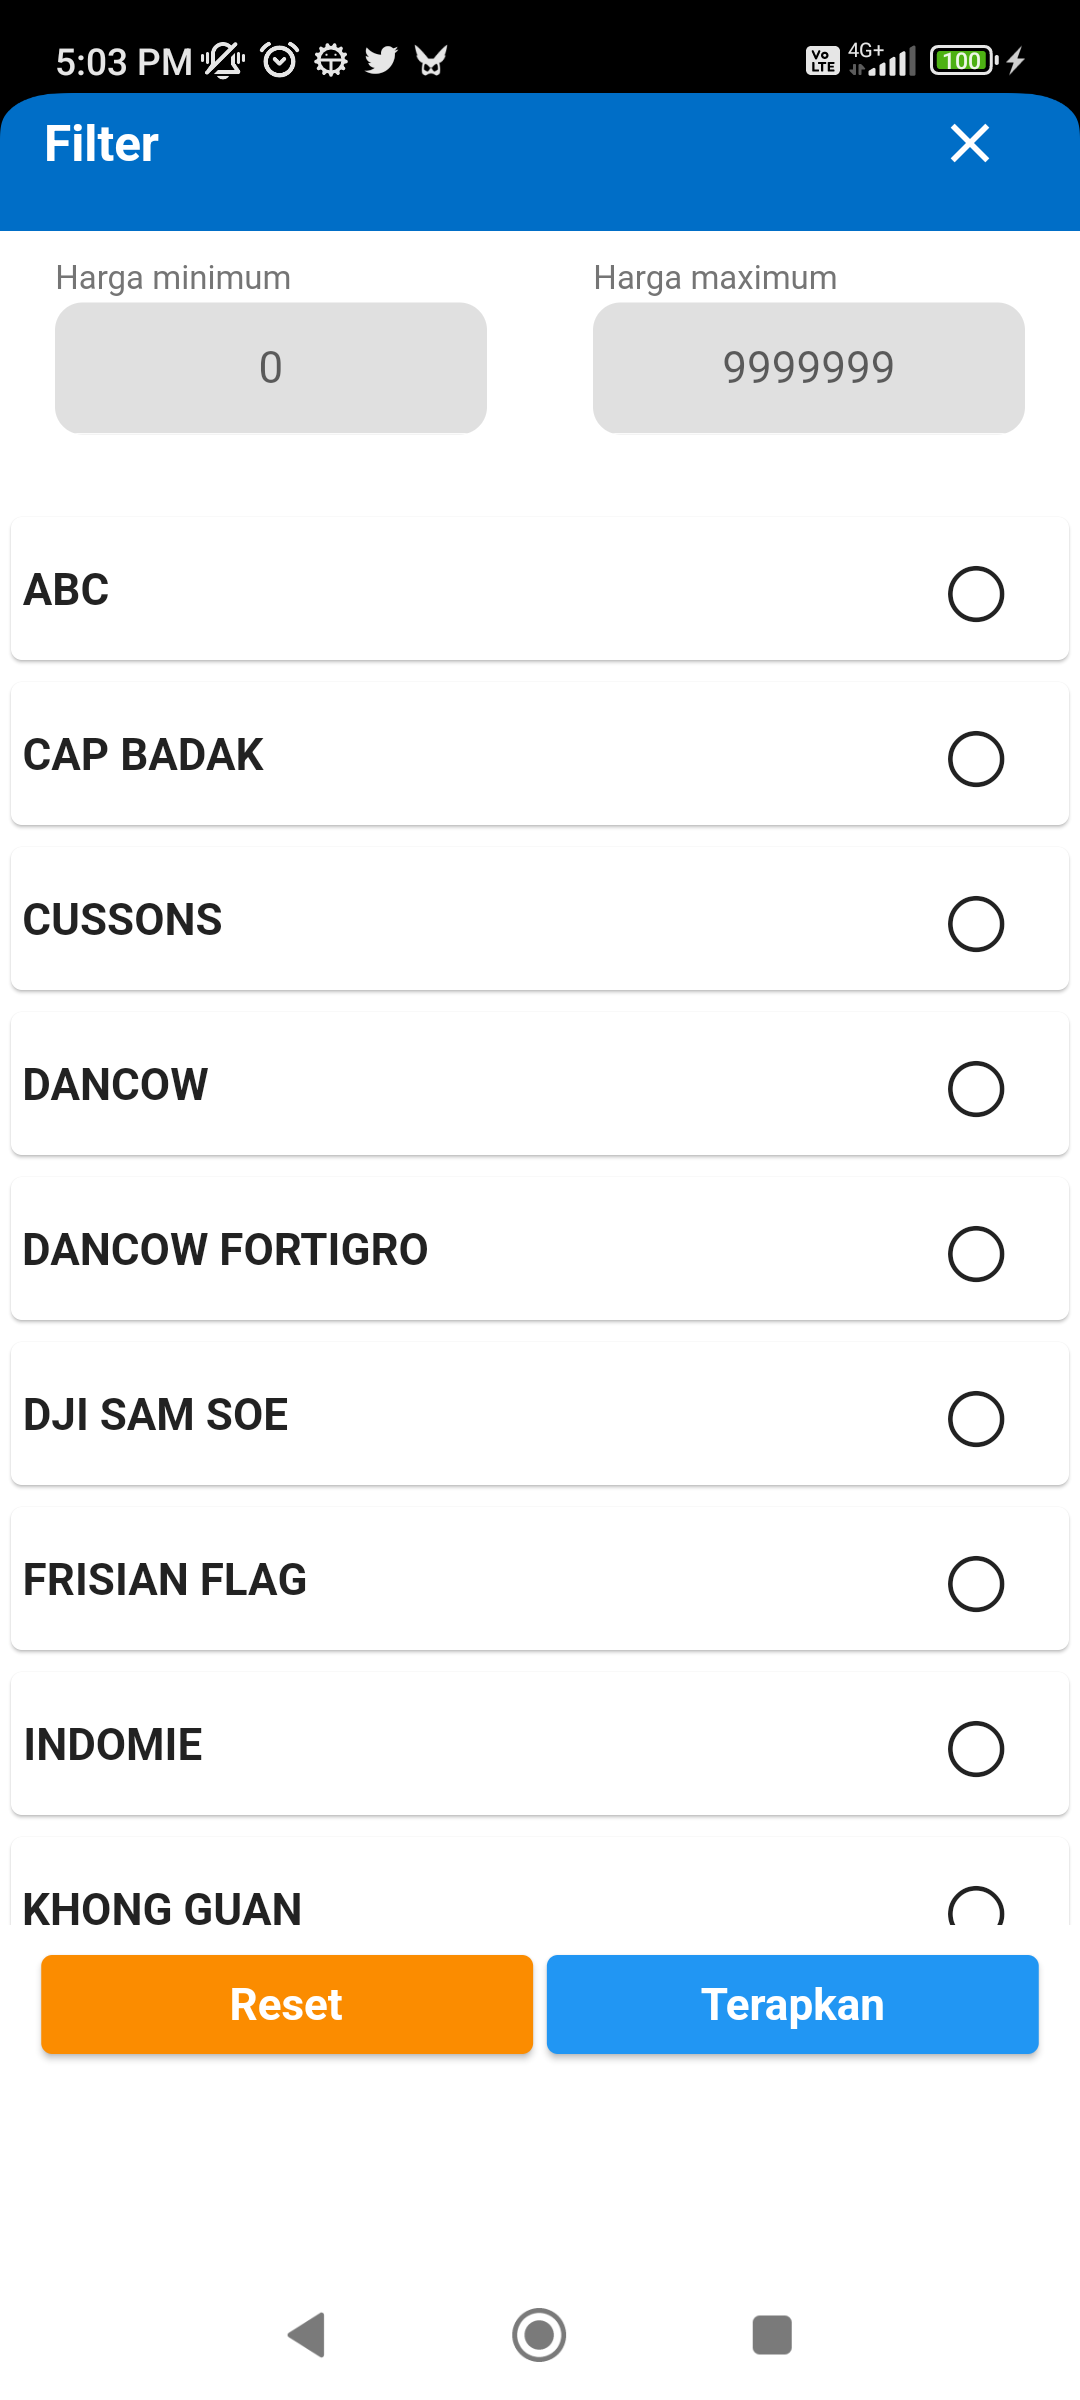 5:03 PM
Vo LTE 4G+ 100
Filter
Harga minimum
Harga maximum
0
9999999
ABC
CAP BADAK
CUSSONS
DANCOW
DANCOW FORTIGRO
DJI SAM SOE
FRISIAN FLAG
INDOMIE
KHONG GUAN
Reset
Terapkan